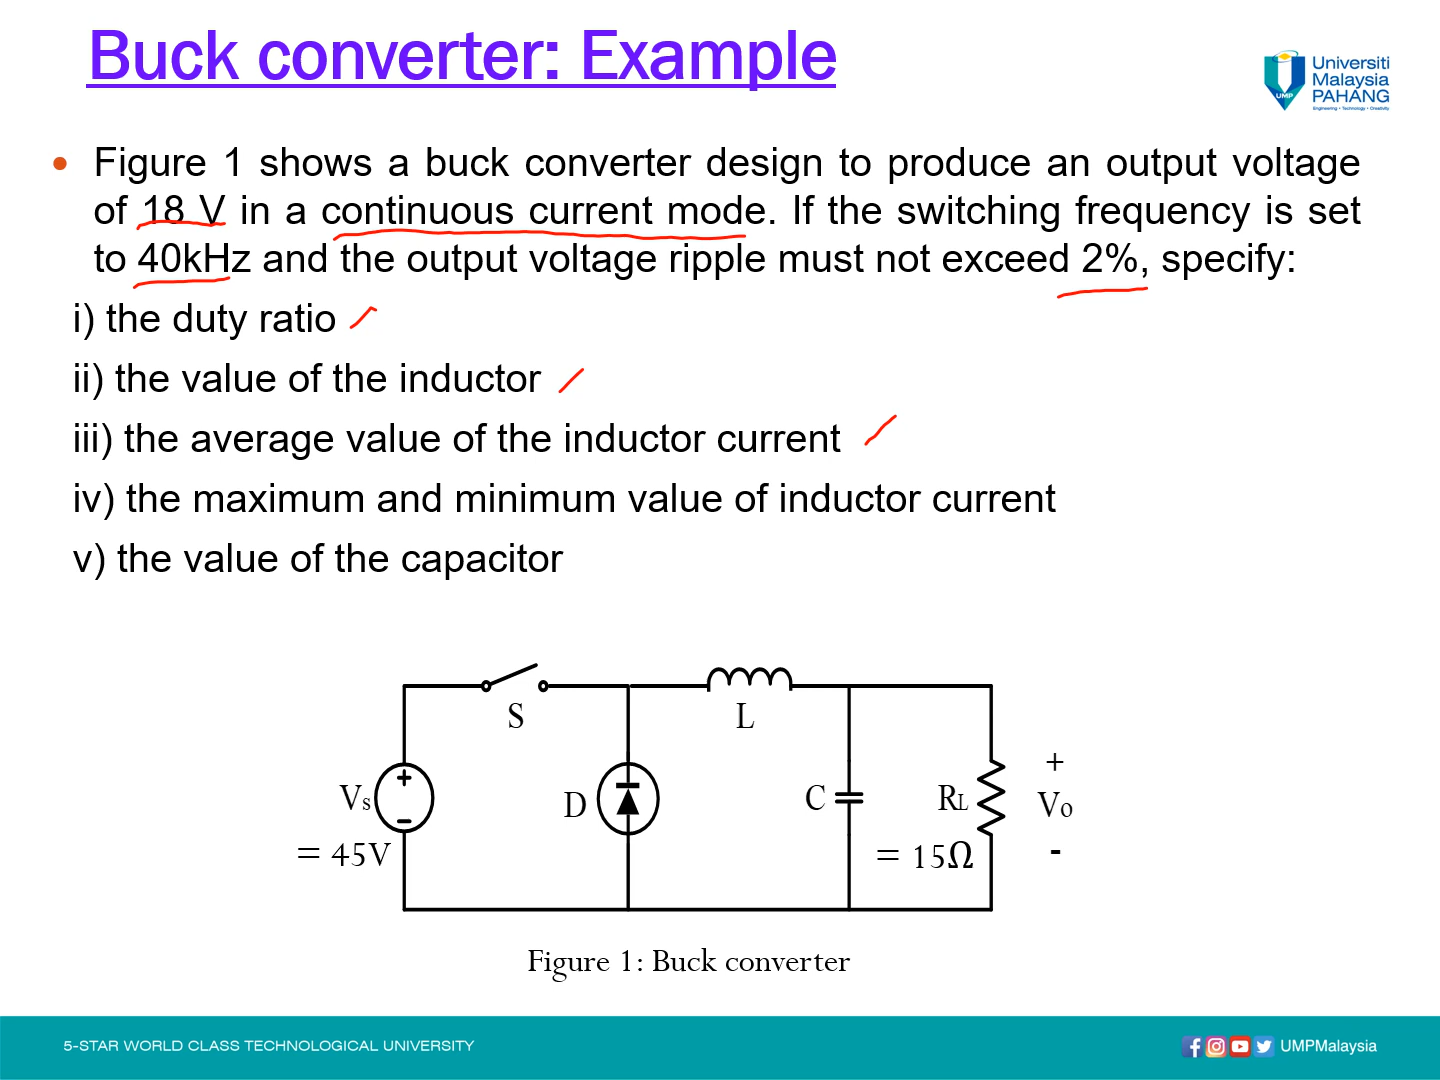 Buck converter: Example
Universiti
Malaysia
PAHANG
UMP
Engineering • Technology • Creativity
• Figure 1 shows a buck converter design to produce an output voltage
of 18 V in a continuous current mode. If the switching frequency is set
to 40kHz and the output voltage ripple must not exceed 2%, specify:
i) the duty ratio
ii) the value of the inductor
iii) the average value of the inductor current
iv) the maximum and minimum value of inductor current
v) the value of the capacitor
S
L
+
Vs
+
−
D
C
RL
Vo
= 45V
= 15Ω
-
Figure 1: Buck converter
5-STAR WORLD CLASS TECHNOLOGICAL UNIVERSITY
UMPMalaysia